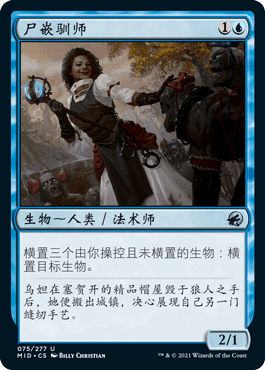 尸嵌驯师
1
生物～人类／法术师
横置三个由你操控且未横置的生物：横
置目标生物。
乌妲在塞贺开的精品帽屋毁于狼人之手
后，她便搬出城镇，决心展现自己另一门
缝纫手艺。
2/1
075/277 U
MID • CS BILLY CHRISTIAN
™ & © 2021 Wizards of the Coast